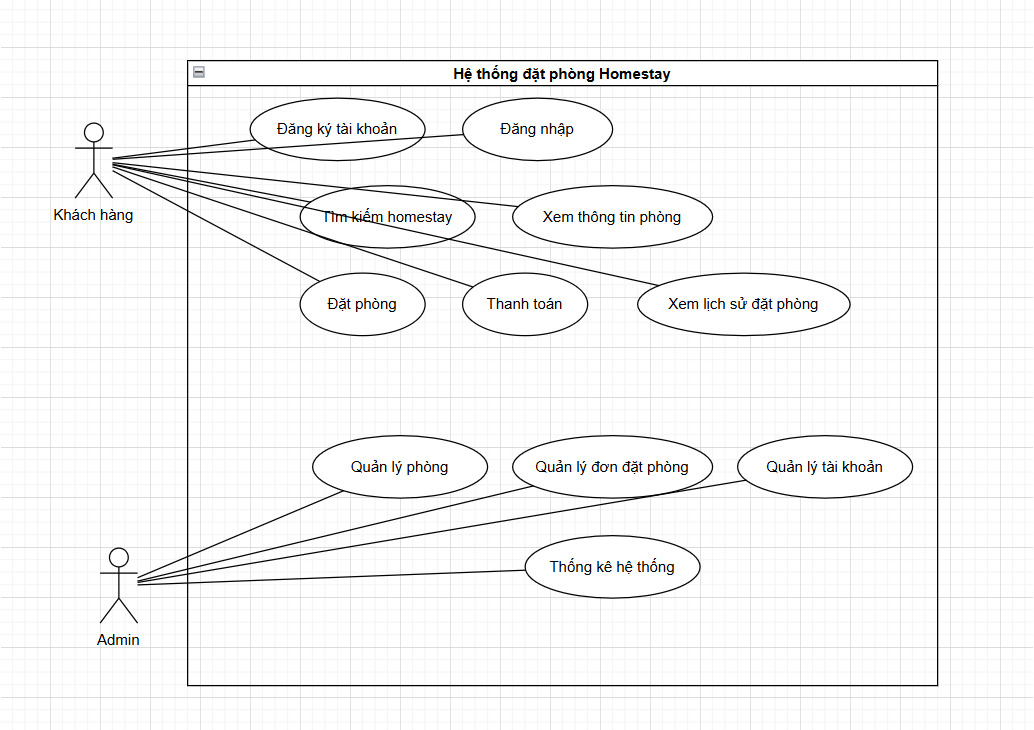 Hệ thống đặt phòng Homestay
Đăng ký tài khoản
Đăng nhập
Khách hàng
Tìm kiếm homestay
Xem thông tin phòng
Đặt phòng
Thanh toán
Xem lịch sử đặt phòng
Quản lý phòng
Quản lý đơn đặt phòng
Quản lý tài khoản
Thống kê hệ thống
Admin